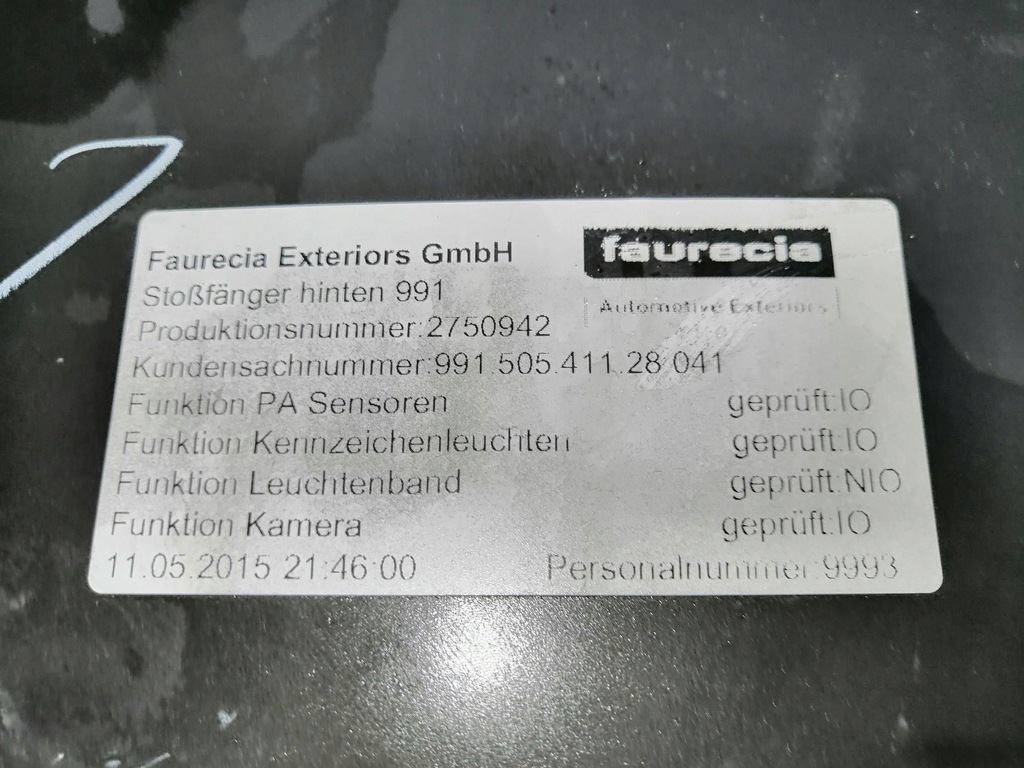 Faurecia Exteriors GmbH
faurecia
Automotive Exteriors
Stoßfänger hinten 991
Produktionsnummer:2750942
Kundensachnummer:991.505.411.28 041
Funktion PA Sensoren geprüft:IO
Funktion Kennzeichenleuchten geprüft:IO
Funktion Leuchtenband geprüft:NIO
Funktion Kamera geprüft:IO
11.05.2015 21:46:00 Personalnummer:9993